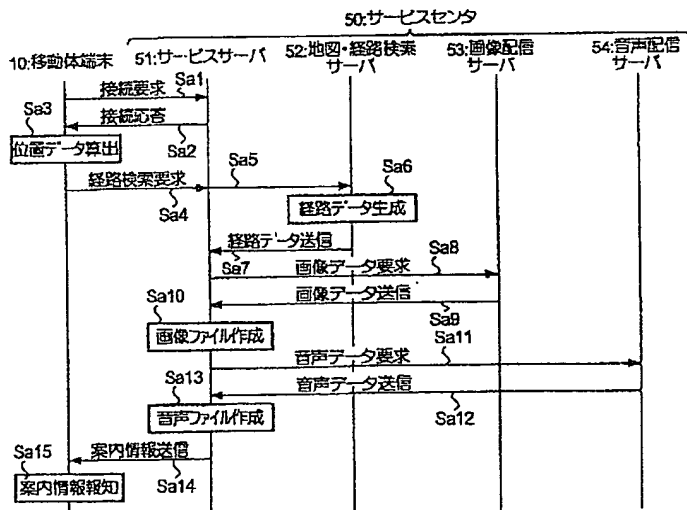 50:サービスセンタ
10:移動体端末
51:サービスサーバ
52:地図・経路検索
サーバ
53:画像配信
サーバ
54:音声配信
サーバ
接続要求
Sa1
Sa3
接続応答
Sa2
位置データ算出
経路検索要求
Sa4
Sa5
Sa6
経路データ生成
経路データ送信
Sa7
Sa8
画像データ要求
画像データ送信
Sa9
Sa10
画像ファイル作成
Sa11
音声データ要求
Sa13
音声データ送信
Sa12
音声ファイル作成
Sa15
案内情報送信
Sa14
案内情報報知